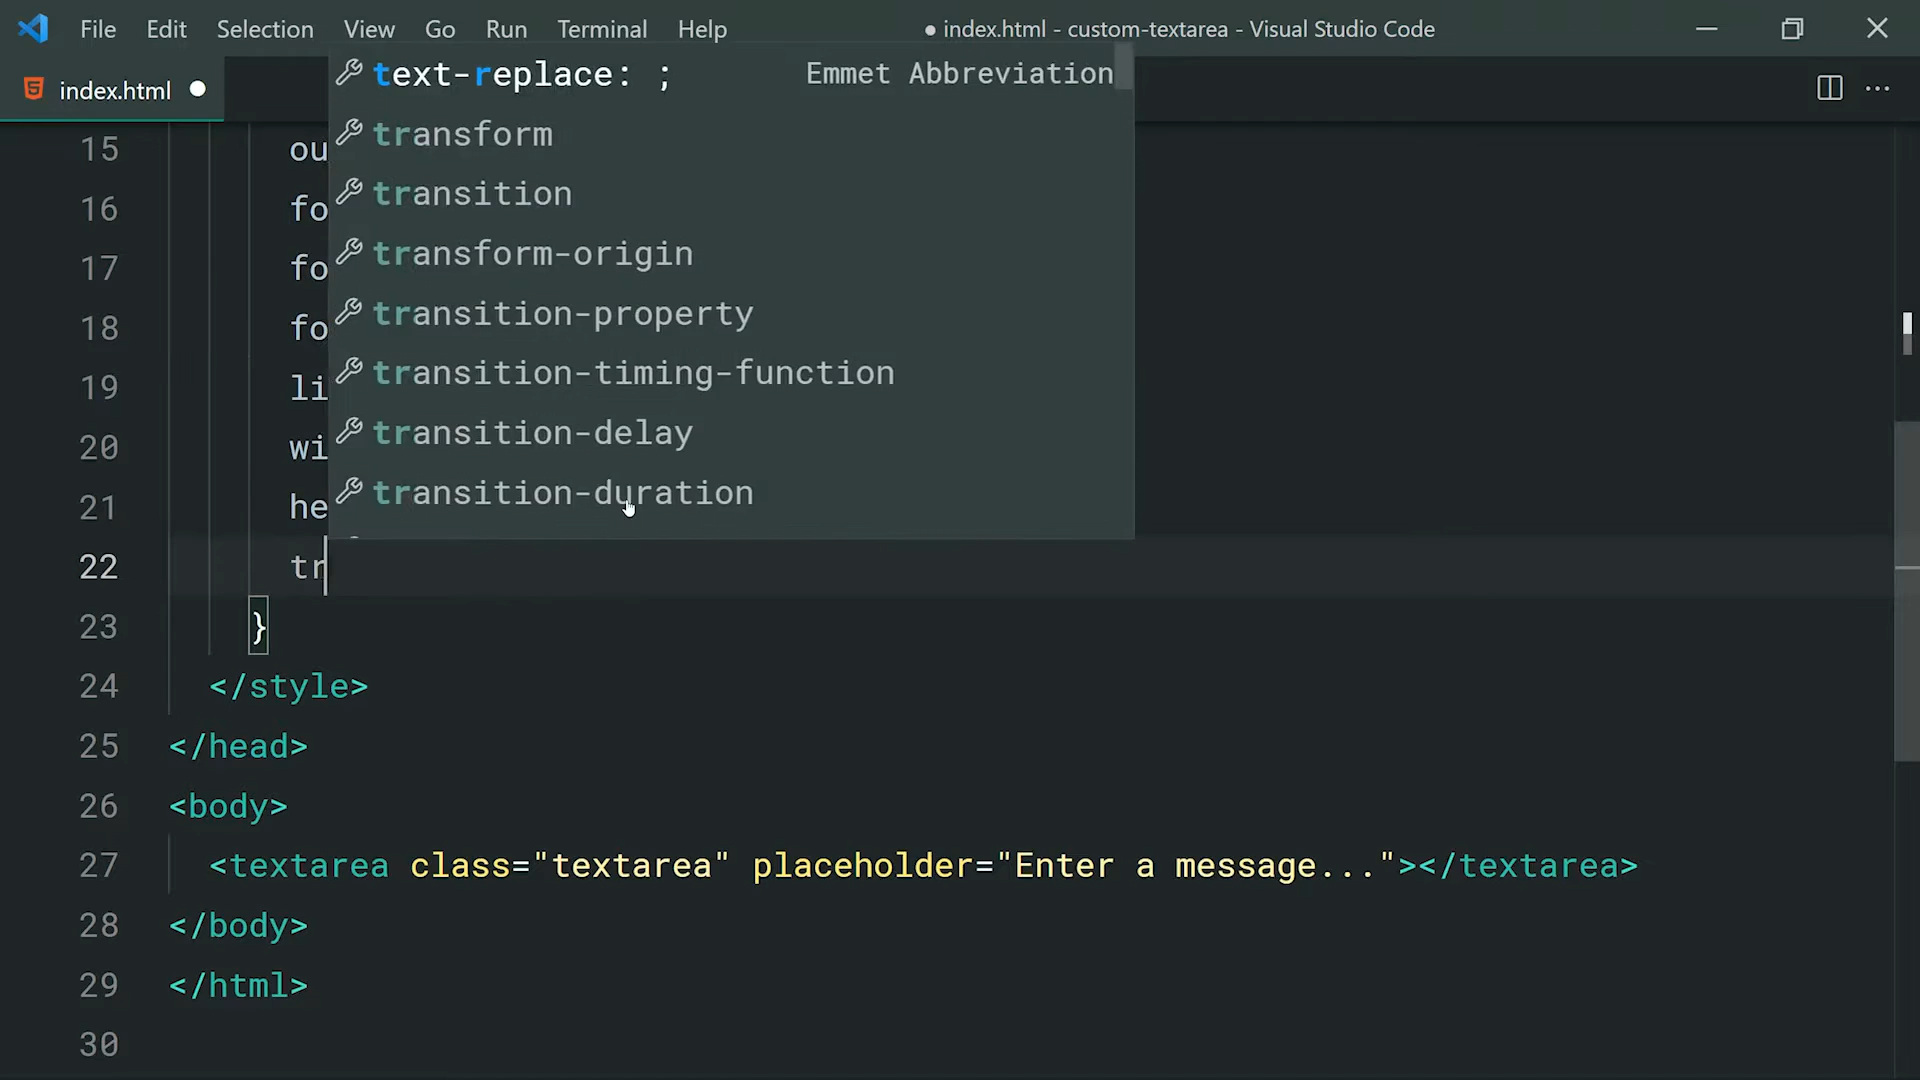 File Edit Selection View Go Run Terminal Help ● index.html - custom-textarea - Visual Studio Code
index.html
text-replace: ; Emmet Abbreviation
transform
transition
transform-origin
transition-property
transition-timing-function
transition-delay
transition-duration
15 ou
16 fo
17 fo
18 fo
19 li
20 wi
21 he
22 tr
23 }
24 </style>
25 </head>
26 <body>
27 <textarea class="textarea" placeholder="Enter a message..."></textarea>
28 </body>
29 </html>
30